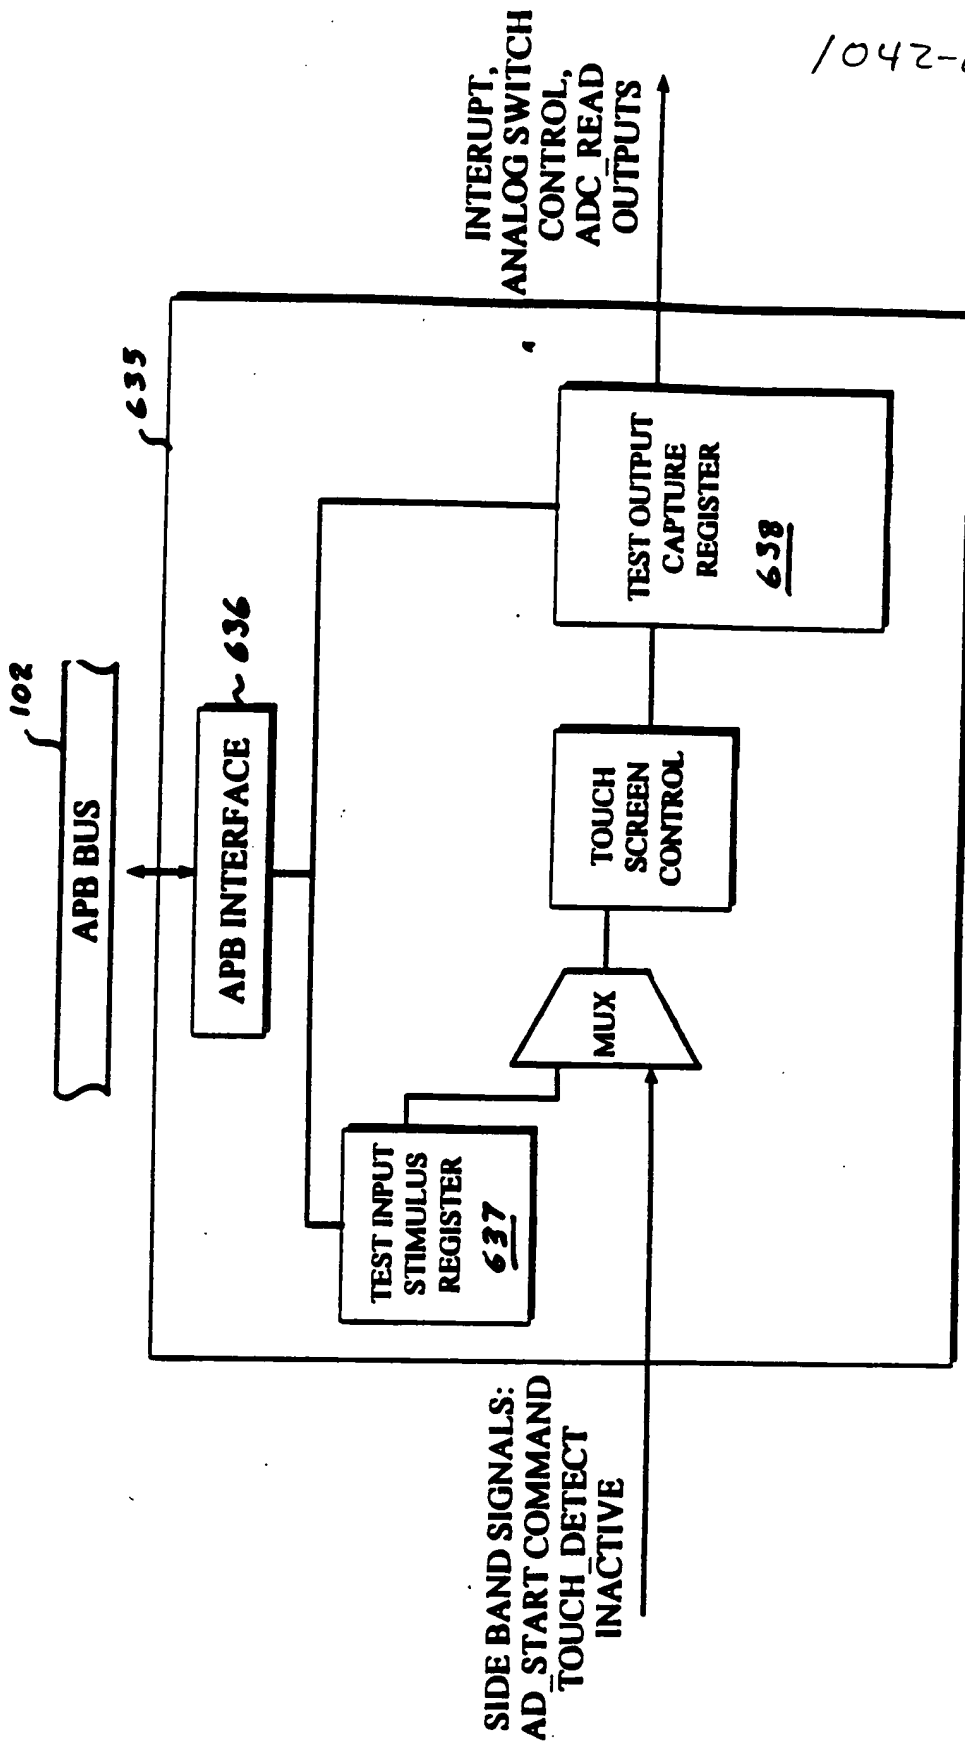 102
APB BUS
635
APB INTERFACE
636
TEST INPUT
STIMULUS
REGISTER
637
MUX
TOUCH
SCREEN
CONTROL
TEST OUTPUT
CAPTURE
REGISTER
638
SIDE BAND SIGNALS:
AD_START COMMAND
TOUCH_DETECT
INACTIVE
INTERUPT,
ANALOG SWITCH
CONTROL,
ADC_READ
OUTPUTS
1042-